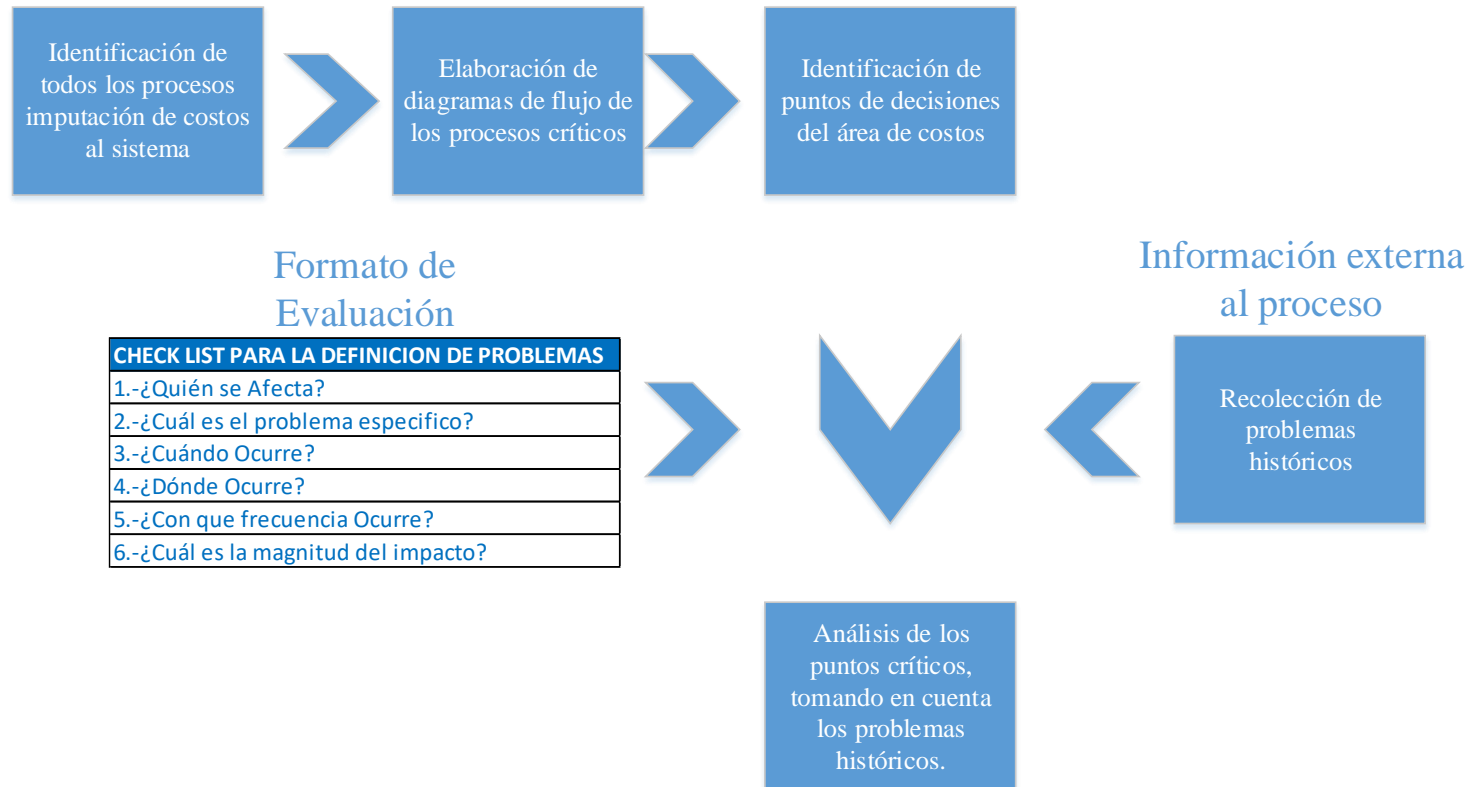 Identificación de
todos los procesos
imputación de costos
al sistema
Elaboración de
diagramas de flujo de
los procesos críticos
Identificación de
puntos de decisiones
del área de costos
Formato de
Evaluación
CHECK LIST PARA LA DEFINICION DE PROBLEMAS
1.-¿Quién se Afecta?
2.-¿Cuál es el problema especifico?
3.-¿Cuándo Ocurre?
4.-¿Dónde Ocurre?
5.-¿Con que frecuencia Ocurre?
6.-¿Cuál es la magnitud del impacto?
Información externa
al proceso
Recolección de
problemas
históricos
Análisis de los
puntos críticos,
tomando en cuenta
los problemas
históricos.